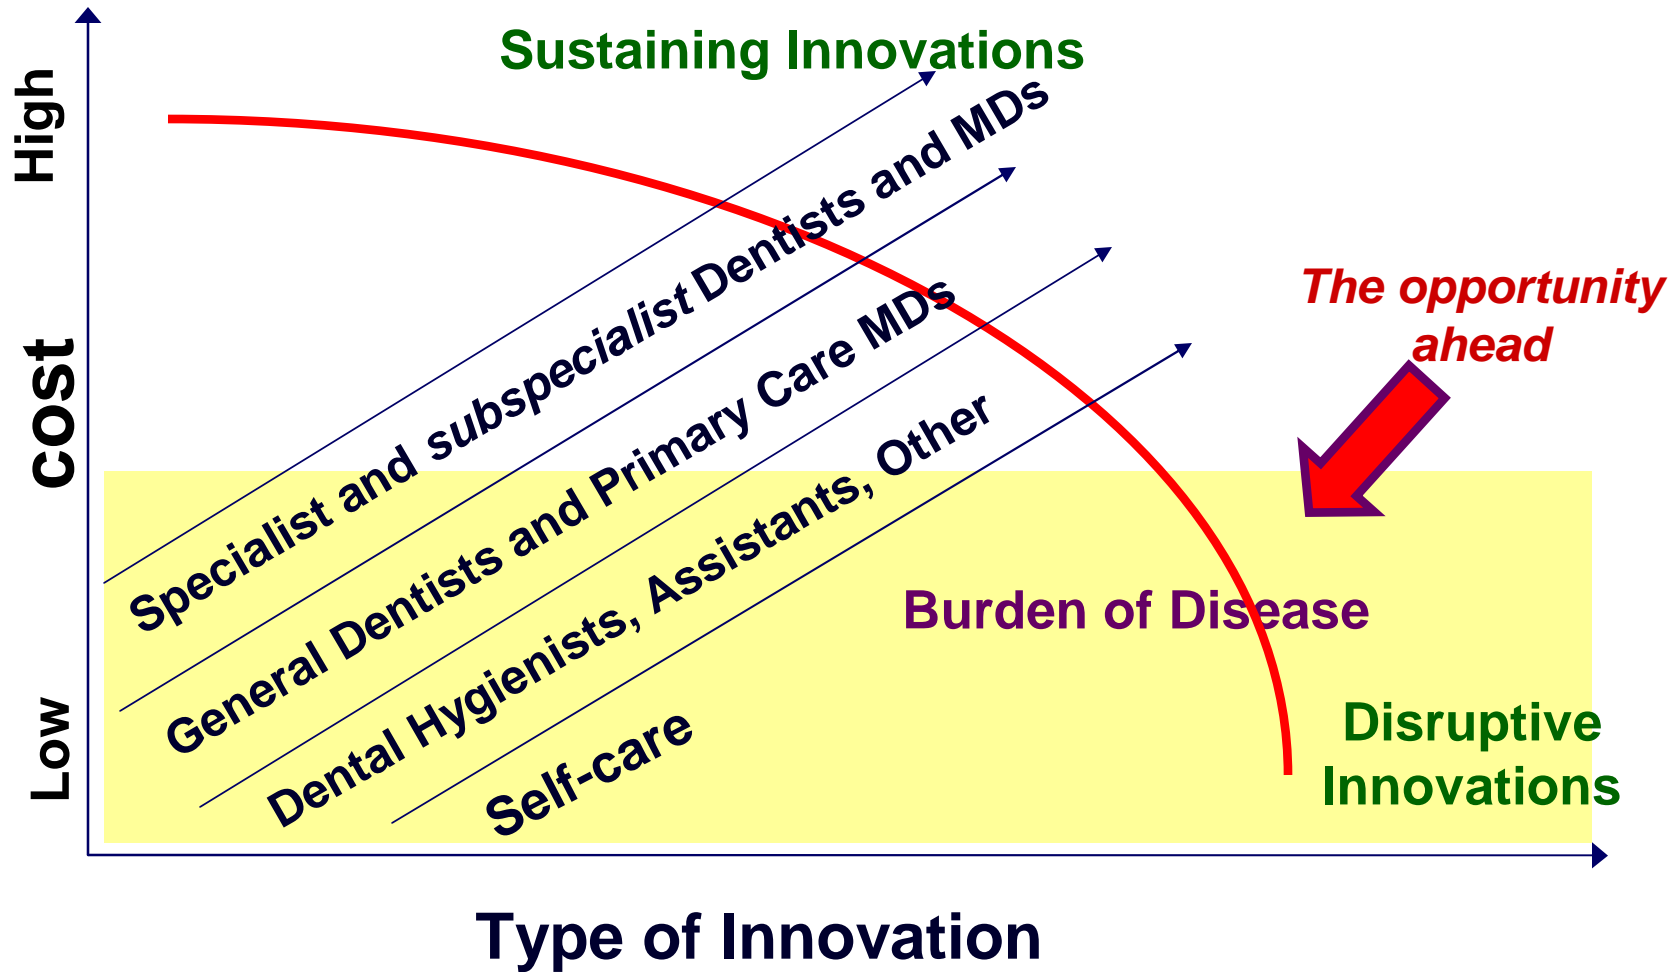 Sustaining Innovations
High
cost
Low
Specialist and subspecialist Dentists and MDs
General Dentists and Primary Care MDs
Dental Hygienists, Assistants, Other
Self-care
The opportunity
ahead
Burden of Disease
Disruptive
Innovations
Type of Innovation